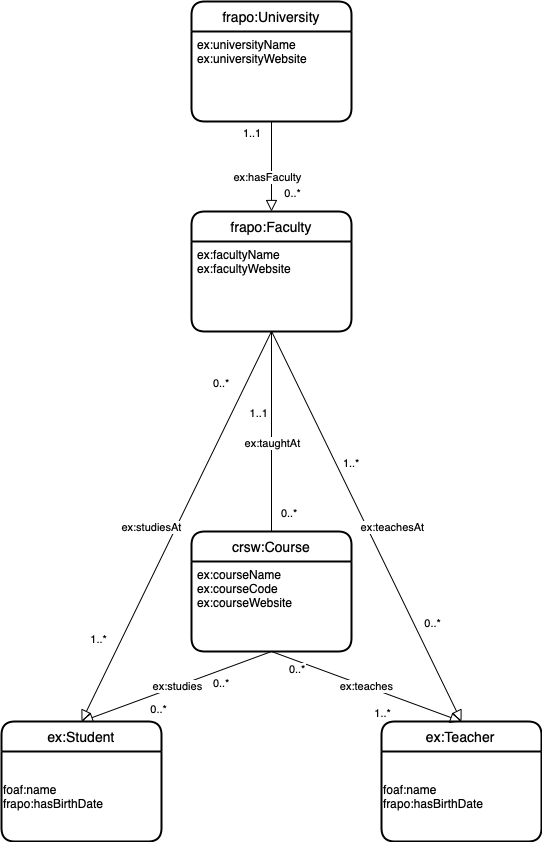 frapo:University
ex:universityName
ex:universityWebsite
1..1
ex:hasFaculty
0..*
frapo:Faculty
ex:facultyName
ex:facultyWebsite
0..*
1..1
ex:taughtAt
1..*
ex:studiesAt
0..*
ex:teachesAt
crsw:Course
ex:courseName
ex:courseCode
ex:courseWebsite
0..*
1..*
0..*
ex:studies
0..*
ex:teaches
0..*
1..*
ex:Student
foaf:name
frapo:hasBirthDate
ex:Teacher
foaf:name
frapo:hasBirthDate